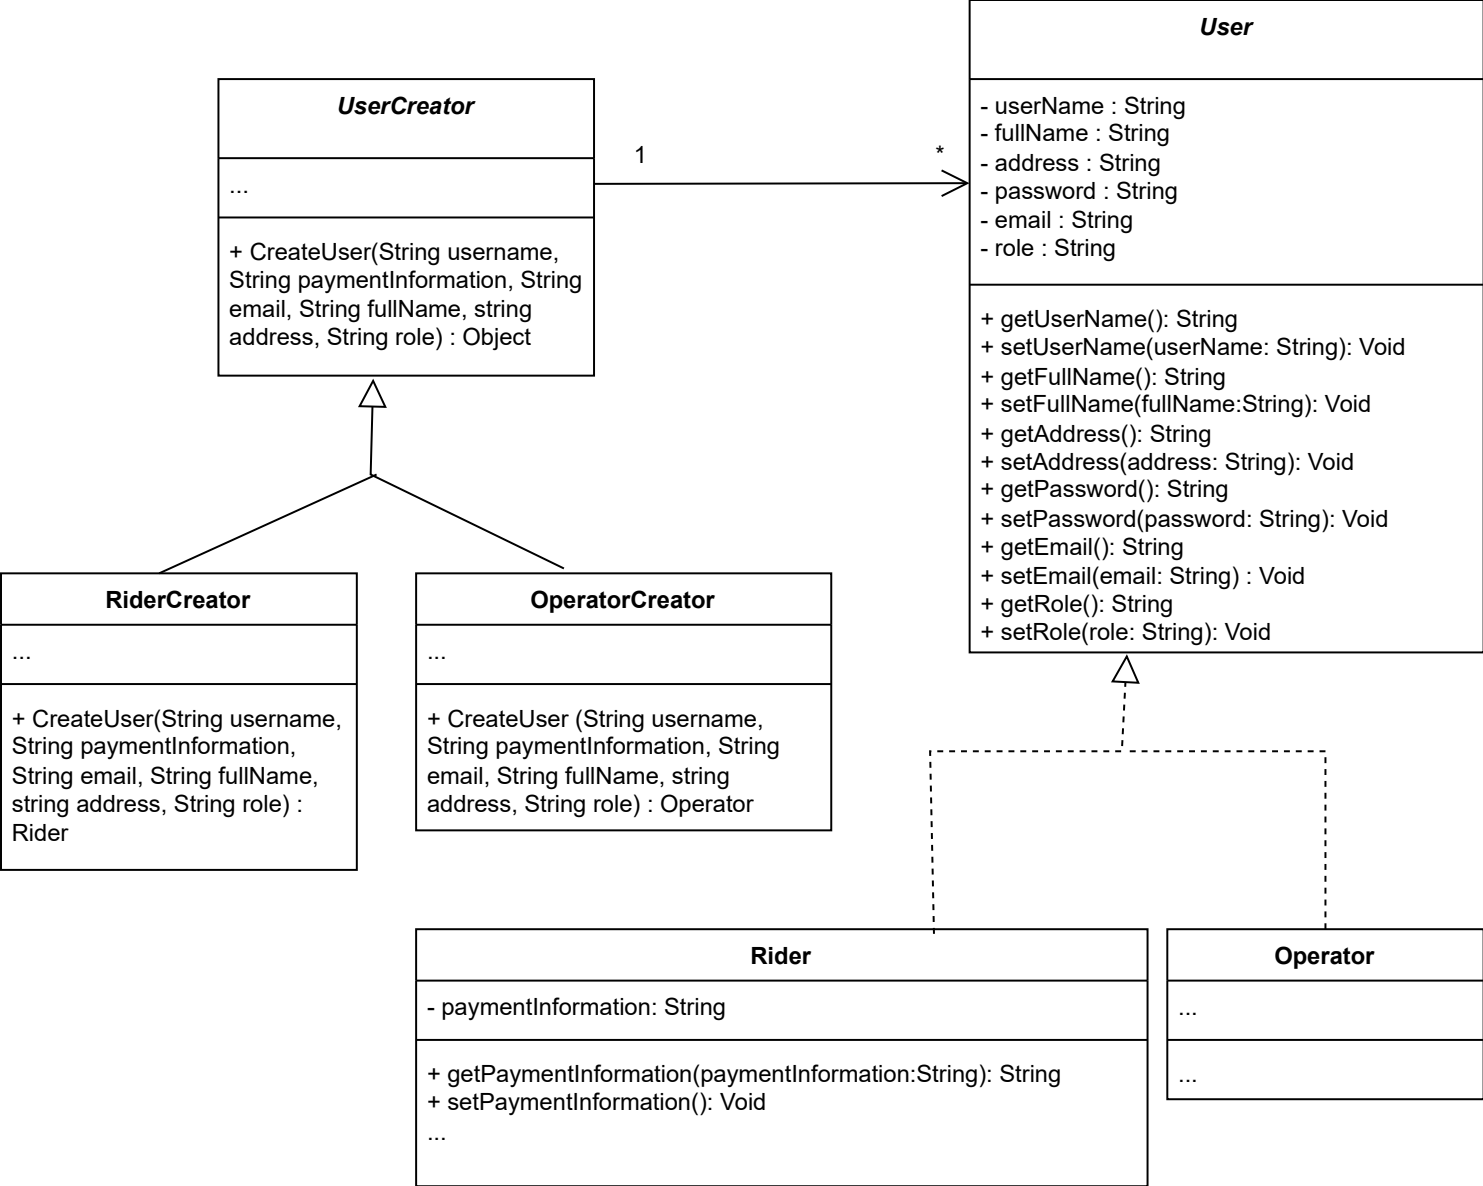 User
- userName : String
- fullName : String
- address : String
- password : String
- email : String
- role : String
+ getUserName(): String
+ setUserName(userName: String): Void
+ getFullName(): String
+ setFullName(fullName:String): Void
+ getAddress(): String
+ setAddress(address: String): Void
+ getPassword(): String
+ setPassword(password: String): Void
+ getEmail(): String
+ setEmail(email: String) : Void
+ getRole(): String
+ setRole(role: String): Void
UserCreator
...
+ CreateUser(String username,
String paymentInformation, String
email, String fullName, string
address, String role) : Object
1
*
RiderCreator
...
+ CreateUser(String username,
String paymentInformation,
String email, String fullName,
string address, String role) :
Rider
OperatorCreator
...
+ CreateUser (String username,
String paymentInformation, String
email, String fullName, string
address, String role) : Operator
Rider
- paymentInformation: String
+ getPaymentInformation(paymentInformation:String): String
+ setPaymentInformation(): Void
...
Operator
...
...